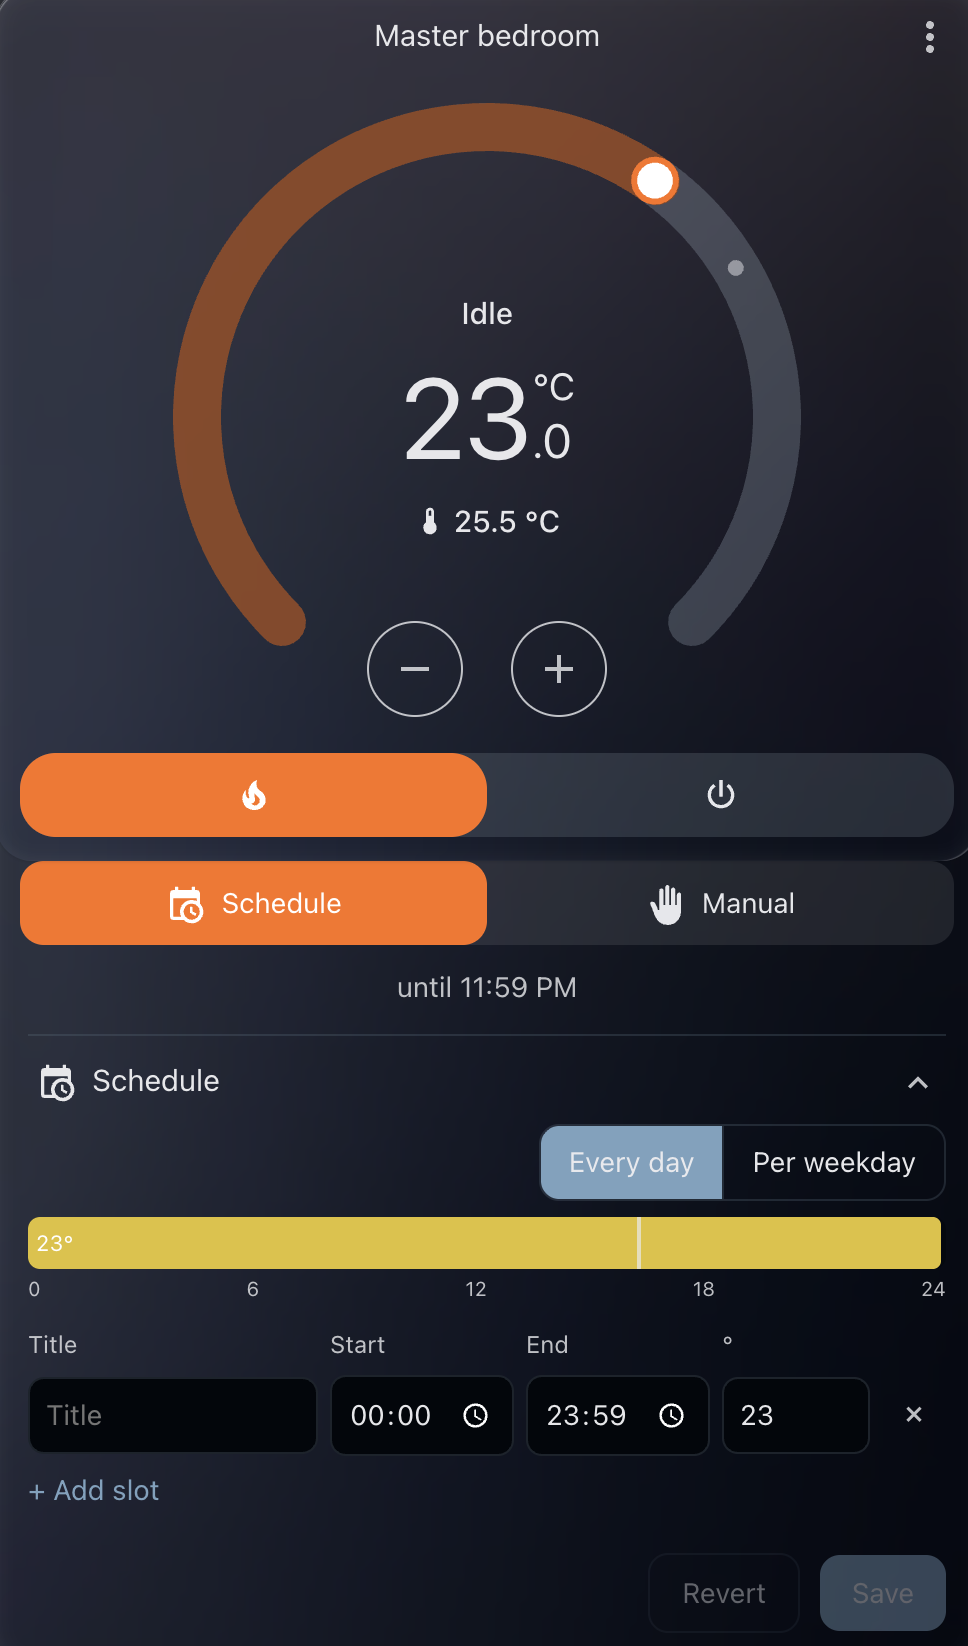 Master bedroom
Idle
23.0 °C
25.5 °C
Schedule Manual
until 11:59 PM
Schedule
Every day Per weekday
23°
0 6 12 18 24
Title Start End °
Title 00:00 23:59 23 ×
+ Add slot
Revert Save